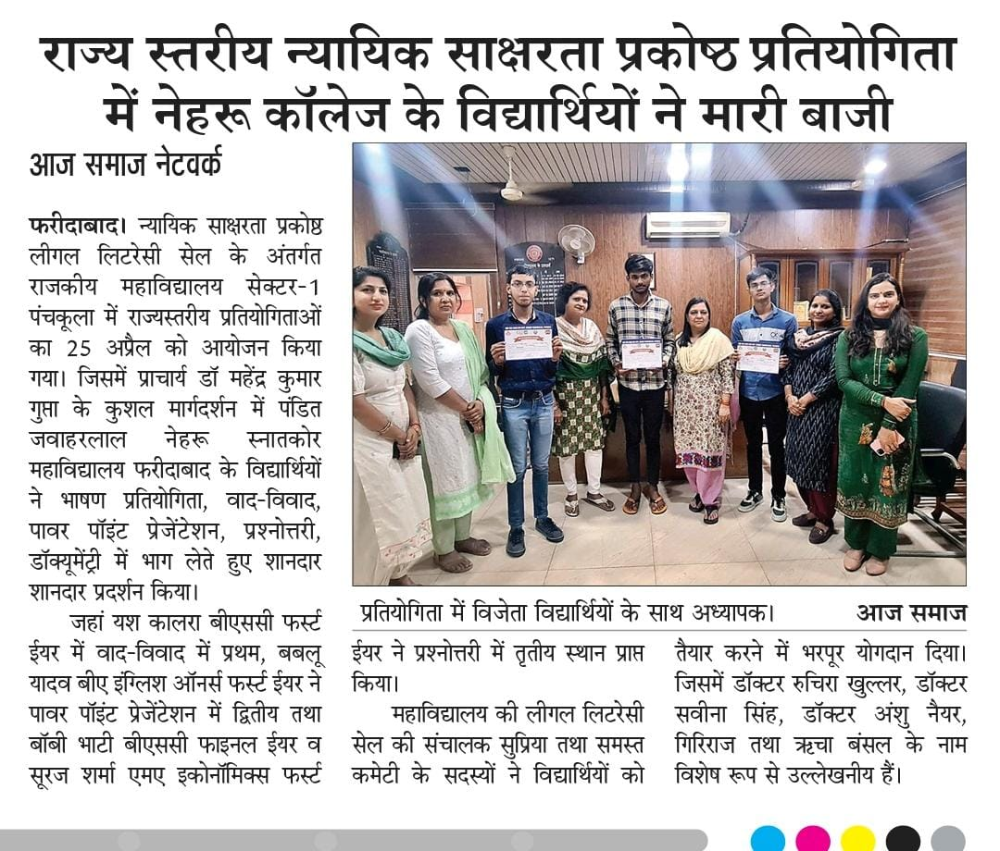 राज्य स्तरीय न्यायिक साक्षरता प्रकोष्ठ प्रतियोगिता
में नेहरू कॉलेज के विद्यार्थियों ने मारी बाजी
आज समाज नेटवर्क
फरीदाबाद। न्यायिक साक्षरता प्रकोष्ठ
लीगल लिटरेसी सेल के अंतर्गत
राजकीय महाविद्यालय सेक्टर-1
पंचकूला में राज्यस्तरीय प्रतियोगिताओं
का 25 अप्रैल को आयोजन किया
गया। जिसमें प्राचार्य डॉ महेंद्र कुमार
गुप्ता के कुशल मार्गदर्शन में पंडित
जवाहरलाल नेहरू स्नातकोर
महाविद्यालय फरीदाबाद के विद्यार्थियों
ने भाषण प्रतियोगिता, वाद-विवाद,
पावर पॉइंट प्रेजेंटेशन, प्रश्नोत्तरी,
डॉक्यूमेंट्री में भाग लेते हुए शानदार
शानदार प्रदर्शन किया।
जहां यश कालरा बीएससी फर्स्ट
ईयर में वाद-विवाद में प्रथम, बबलू
यादव बीए इंग्लिश ऑनर्स फर्स्ट ईयर ने
पावर पॉइंट प्रेजेंटेशन में द्वितीय तथा
बॉबी भाटी बीएससी फाइनल ईयर व
सूरज शर्मा एमए इकोनॉमिक्स फर्स्ट
प्रतियोगिता में विजेता विद्यार्थियों के साथ अध्यापक। आज समाज
ईयर ने प्रश्नोत्तरी में तृतीय स्थान प्राप्त
किया।
महाविद्यालय की लीगल लिटरेसी
सेल की संचालक सुप्रिया तथा समस्त
कमेटी के सदस्यों ने विद्यार्थियों को
तैयार करने में भरपूर योगदान दिया।
जिसमें डॉक्टर रुचिरा खुल्लर, डॉक्टर
सवीना सिंह, डॉक्टर अंशु नैयर,
गिरिराज तथा ऋचा बंसल के नाम
विशेष रूप से उल्लेखनीय हैं।